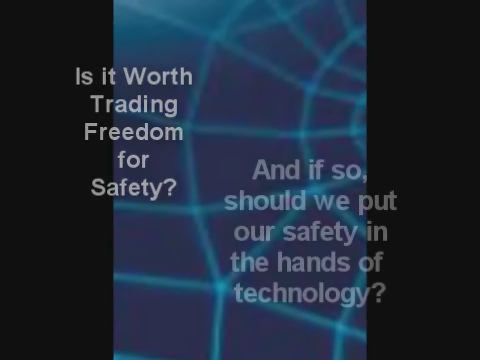 Is it Worth
Trading
Freedom
for
Safety?
And if so,
should we put
our safety in
the hands of
technology?